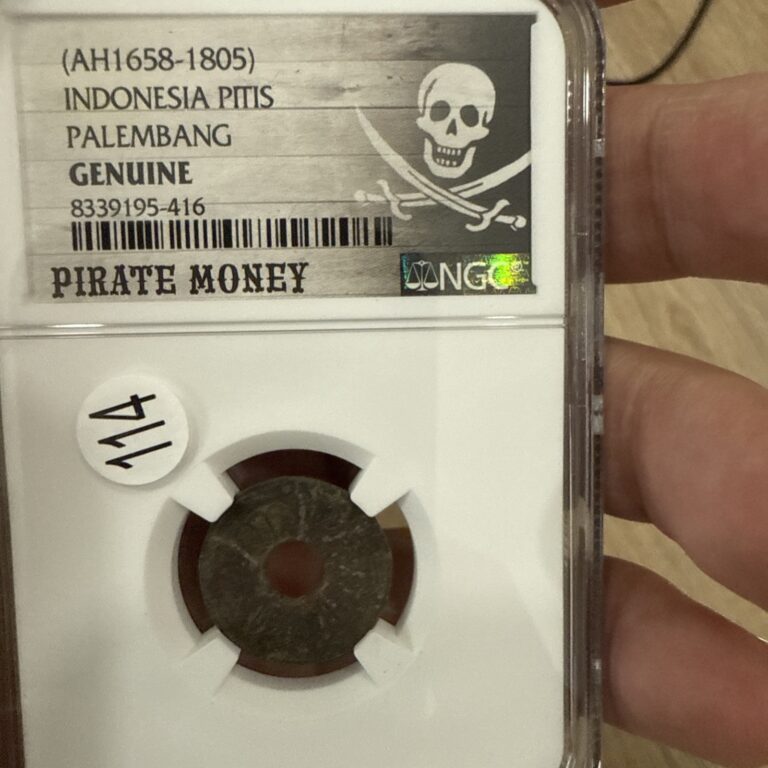 (AH1658-1805)
INDONESIA PITIS
PALEMBANG
GENUINE
8339195-416
PIRATE MONEY
NGC
114